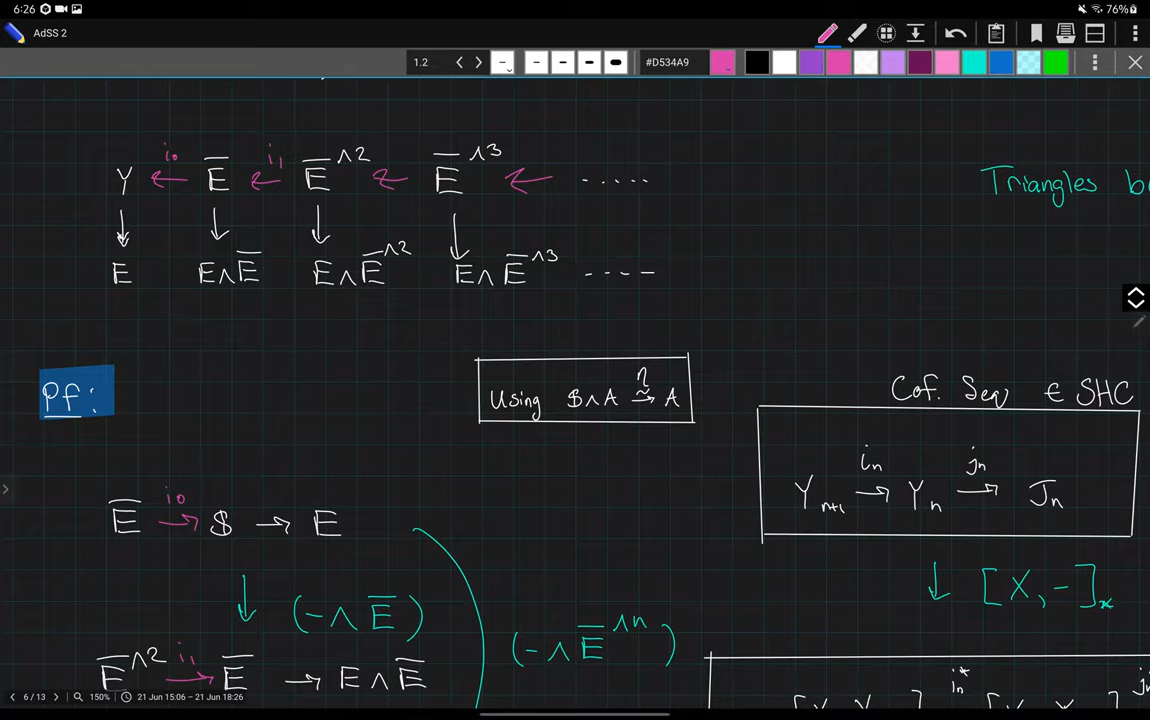 6:26 76%
AdSS 2
1.2 #D534A9
i₀ i₁
Y ← E̅ ← E̅^∧2 ← E̅^∧3 ← .....
Triangles b
↓ ↓ ↓ ↓
E E∧E̅ E∧E̅^∧2 E∧E̅^∧3 ----
Pf:
Using $∧A →^η A
Cof. Seq ∈ SHC
Y_n+1 →^i_n Y_n →^j_n J_n
E̅ →^i₀ $ → E
↓ (-∧E̅)
(-∧E̅^∧n)
↓ [X,-]_*
E̅^∧2 →^i₁ E̅ → E∧E̅
6/13 150% 21 Jun 15:06 - 21 Jun 18:26